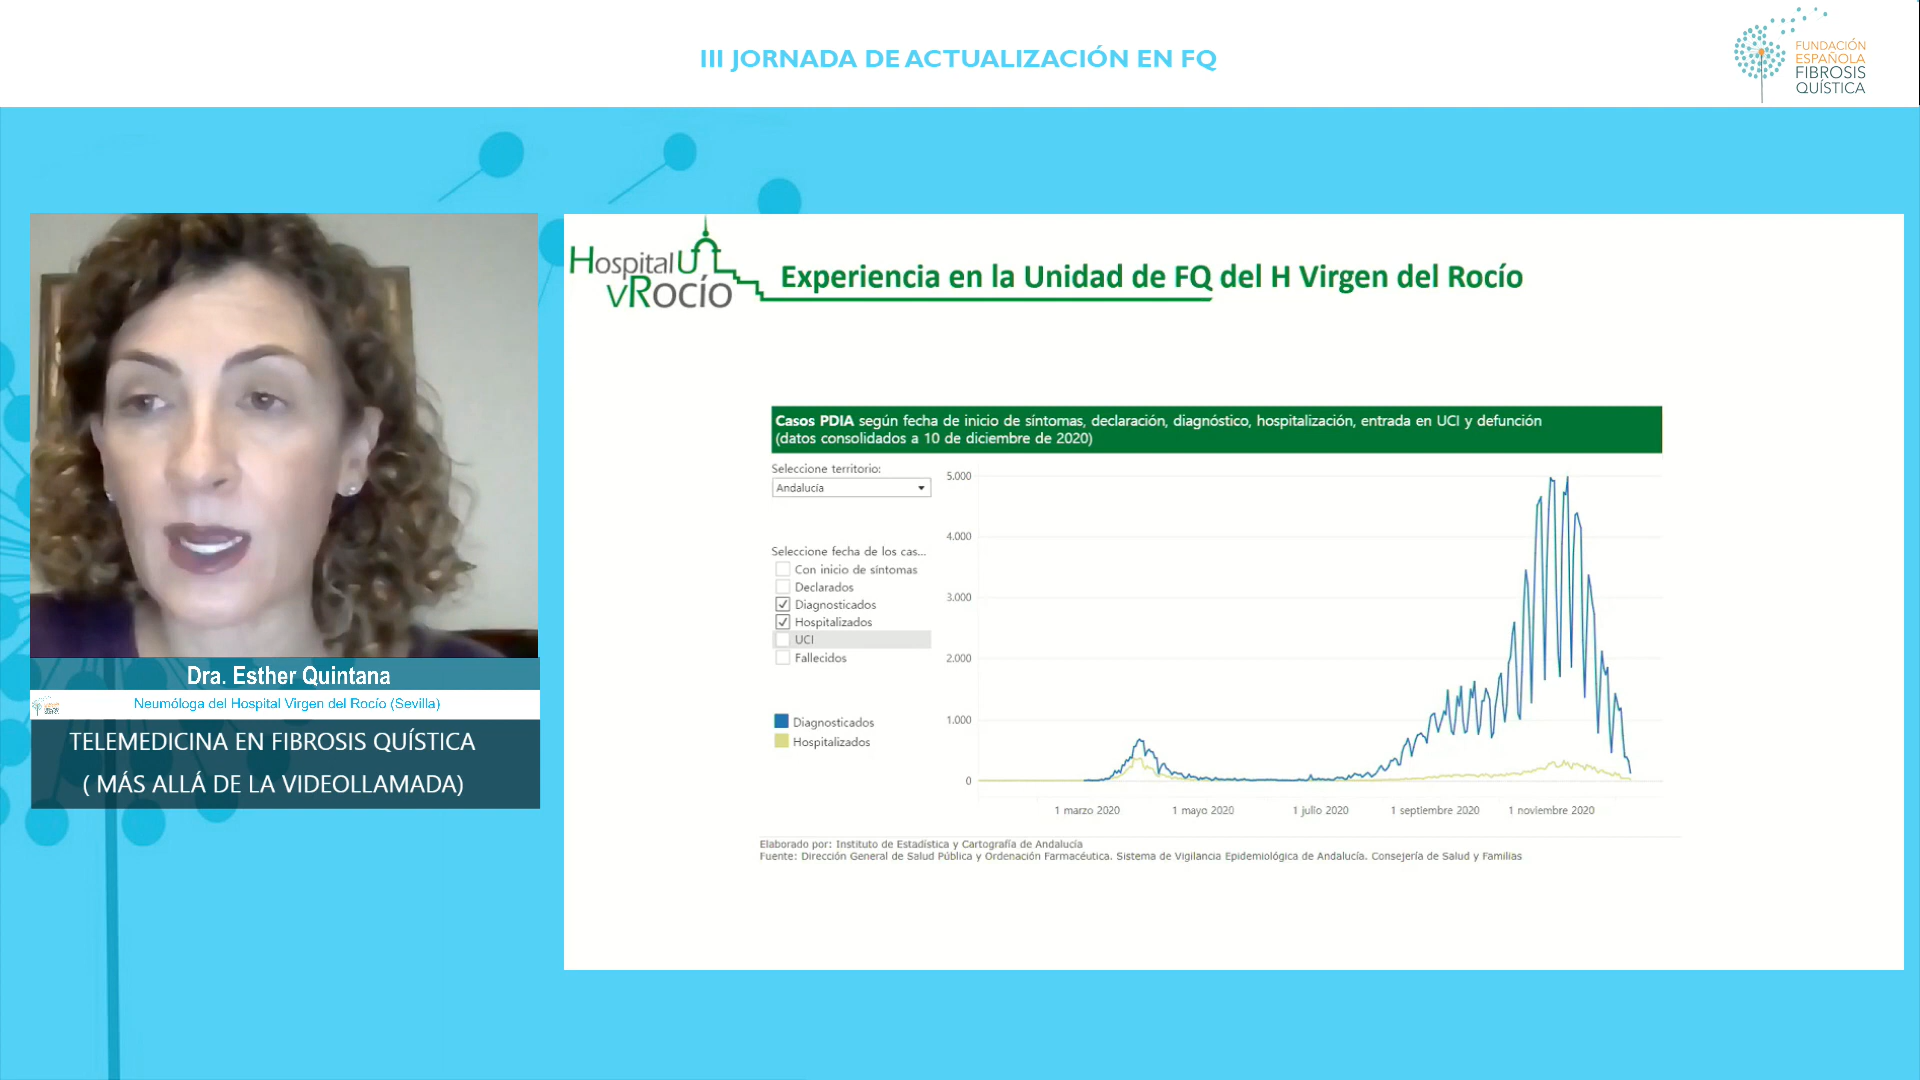 III JORNADA DE ACTUALIZACIÓN EN FQ
FUNDACIÓN
ESPAÑOLA
FIBROSIS
QUÍSTICA
Hospital U
vRocío
Experiencia en la Unidad de FQ del H Virgen del Rocío
Casos PDIA según fecha de inicio de síntomas, declaración, diagnóstico, hospitalización, entrada en UCI y defunción
(datos consolidados a 10 de diciembre de 2020)
Seleccione territorio:
Andalucía
Seleccione fecha de los cas...
Con inicio de síntomas
Declarados
Diagnosticados
Hospitalizados
UCI
Fallecidos
Diagnosticados
Hospitalizados
5.000
4.000
3.000
2.000
1.000
0
1 marzo 2020
1 mayo 2020
1 julio 2020
1 septiembre 2020
1 noviembre 2020
Elaborado por: Instituto de Estadística y Cartografía de Andalucía
Fuente: Dirección General de Salud Pública y Ordenación Farmacéutica. Sistema de Vigilancia Epidemiológica de Andalucía. Consejería de Salud y Familias
Dra. Esther Quintana
Neumóloga del Hospital Virgen del Rocío (Sevilla)
TELEMEDICINA EN FIBROSIS QUÍSTICA
( MÁS ALLÁ DE LA VIDEOLLAMADA)